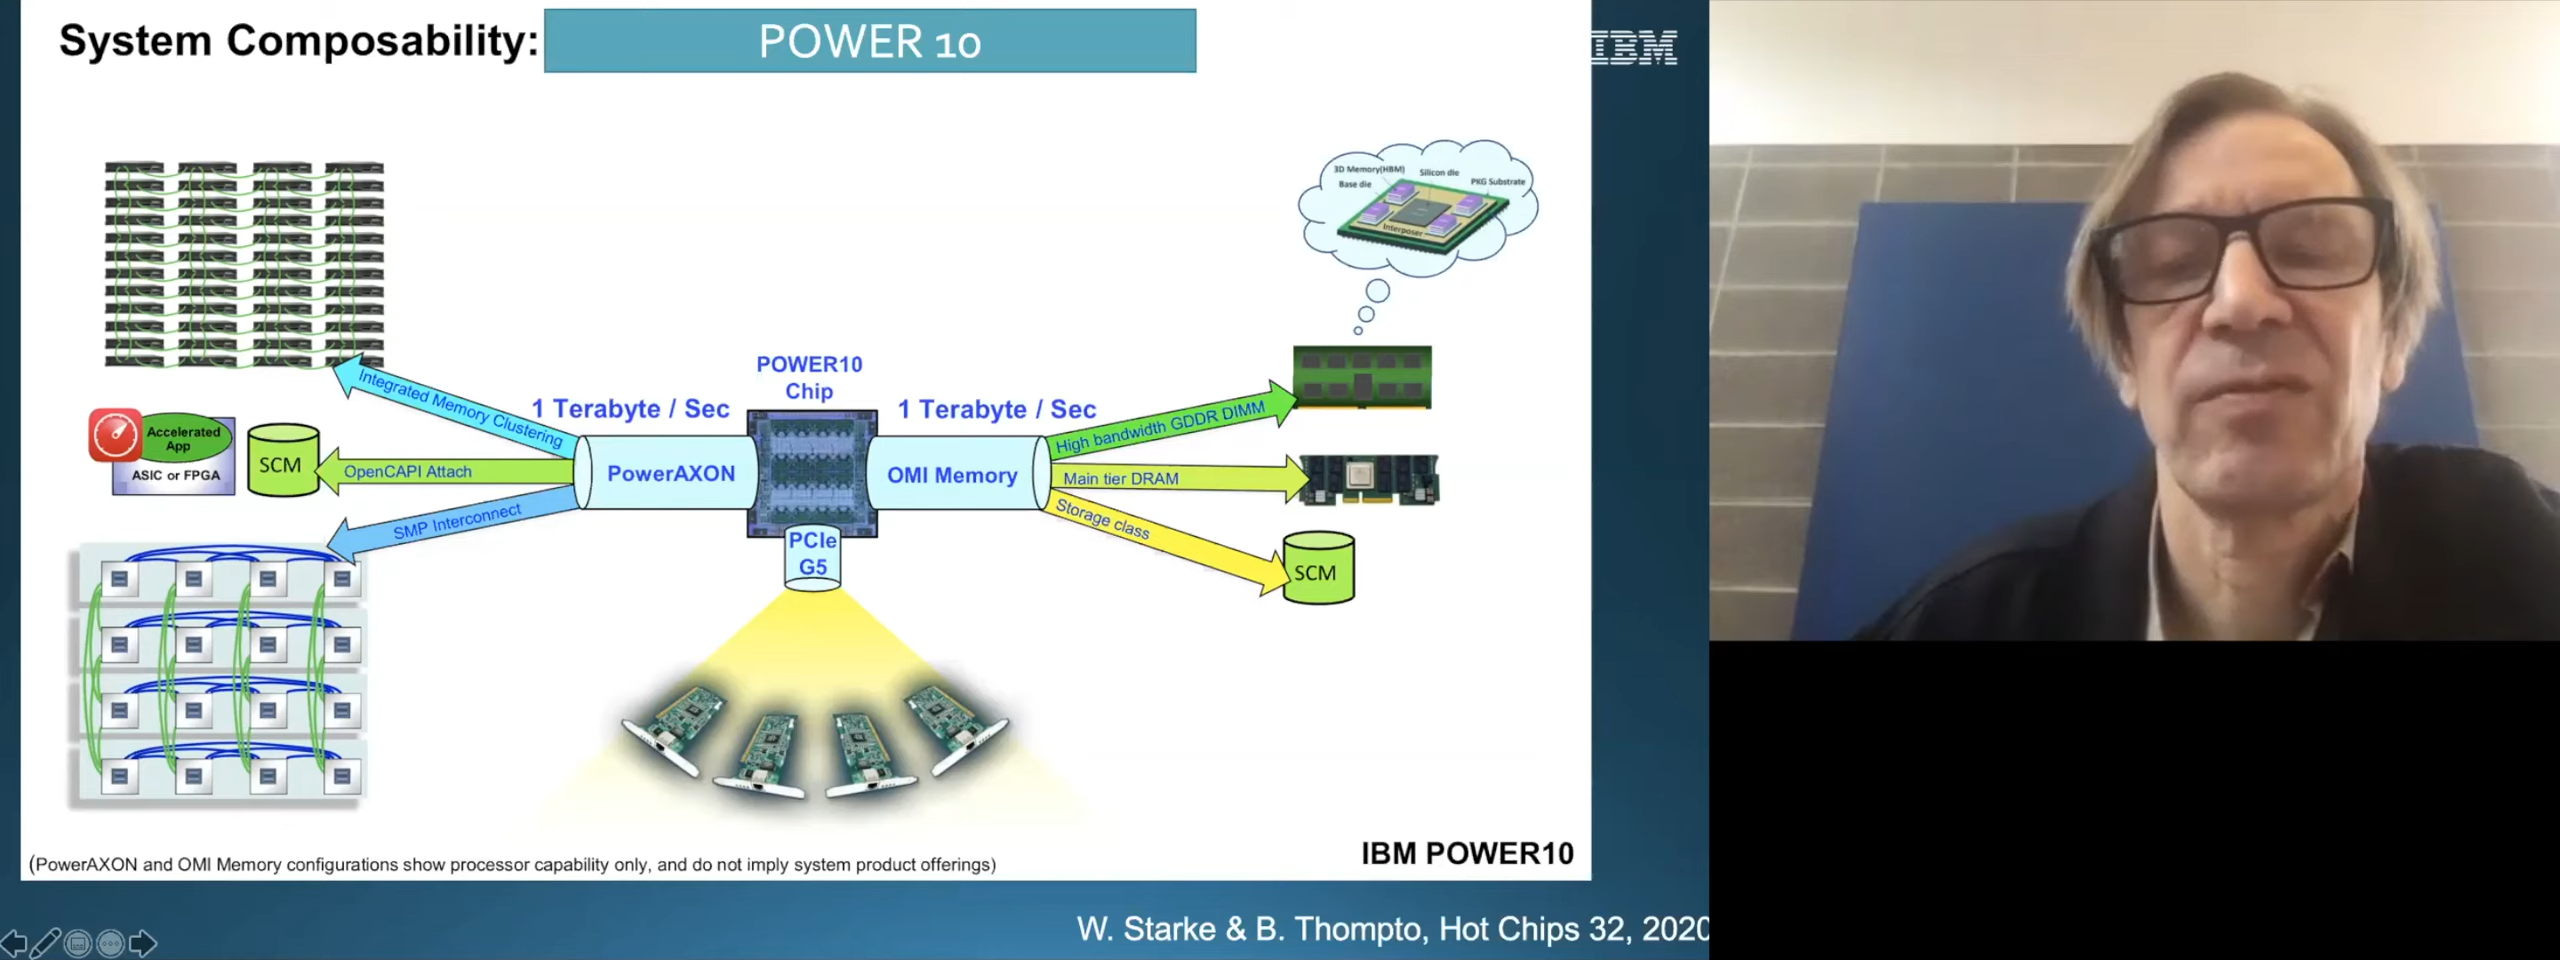 System Composability:
POWER 10
IBM
3D Memory(HBM)
Silicon die
Base die
PKG Substrate
Interposer
POWER10
Chip
Integrated Memory Clustering
1 Terabyte / Sec
1 Terabyte / Sec
High bandwidth GDDR DIMM
Accelerated
App
ASIC or FPGA
SCM
OpenCAPI Attach
PowerAXON
OMI Memory
Main tier DRAM
SMP Interconnect
Storage class
SCM
PCIe
G5
IBM POWER10
(PowerAXON and OMI Memory configurations show processor capability only, and do not imply system product offerings)
W. Starke & B. Thompto, Hot Chips 32, 2020